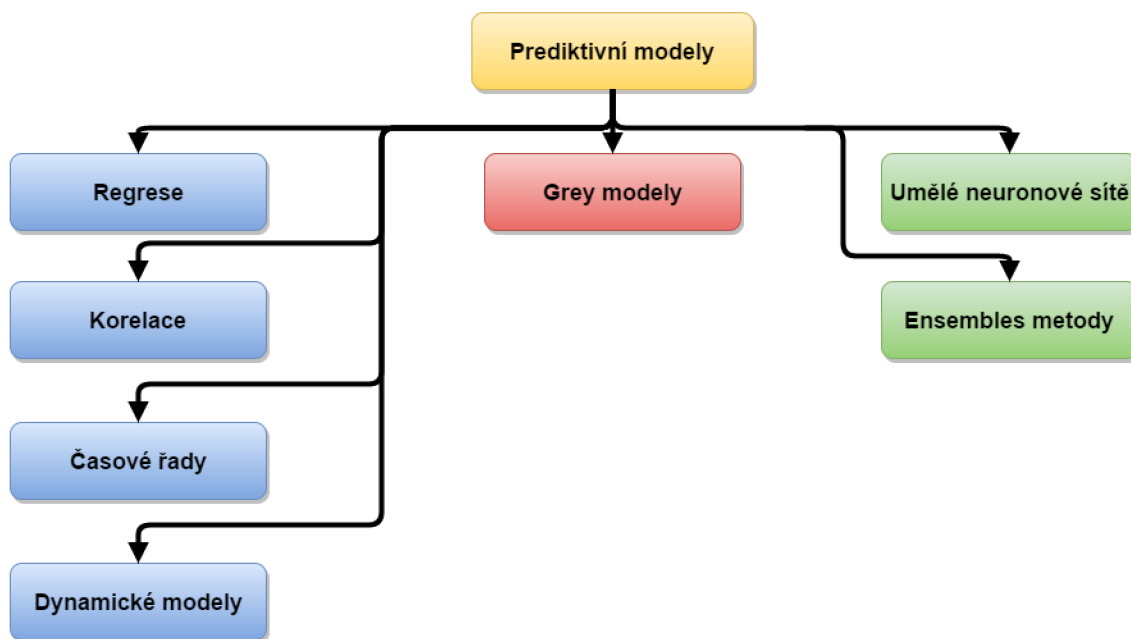 Prediktivní modely
Regrese
Grey modely
Umělé neuronové sítě
Korelace
Ensembles metody
Časové řady
Dynamické modely